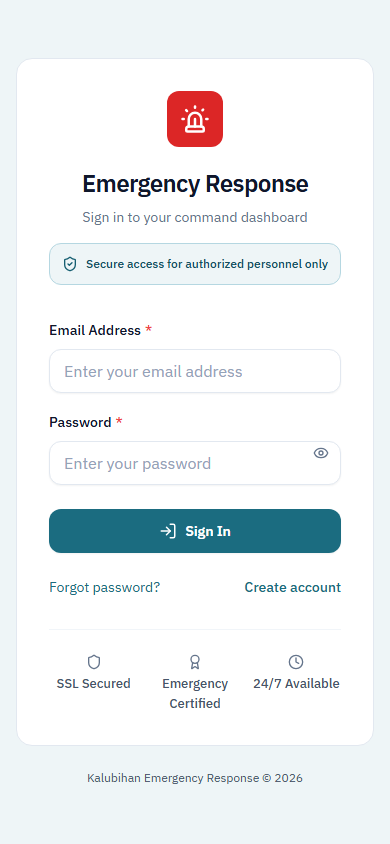 Emergency Response
Sign in to your command dashboard
Secure access for authorized personnel only
Email Address *
Enter your email address
Password *
Enter your password
Sign In
Forgot password?
Create account
SSL Secured
Emergency
Certified
24/7 Available
Kalubihan Emergency Response © 2026